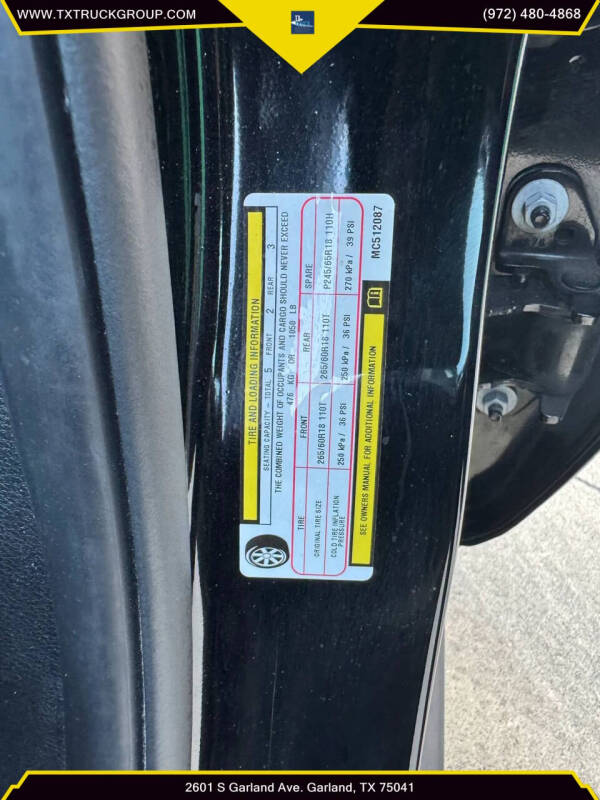 WWW.TXTRUCKGROUP.COM
(972) 480-4868
TIRE AND LOADING INFORMATION
SEATING CAPACITY - TOTAL 5 FRONT 2 REAR 3
THE COMBINED WEIGHT OF OCCUPANTS AND CARGO SHOULD NEVER EXCEED
476 KG OR 1050 LB
TIRE FRONT REAR SPARE
ORIGINAL TIRE SIZE 265/60R18 110T 265/60R18 110T P245/65R18 110H
COLD TIRE INFLATION PRESSURE 250 kPa / 36 PSI 250 kPa / 36 PSI 270 kPa / 39 PSI
SEE OWNERS MANUAL FOR ADDITIONAL INFORMATION
MC512087
2601 S Garland Ave. Garland, TX 75041